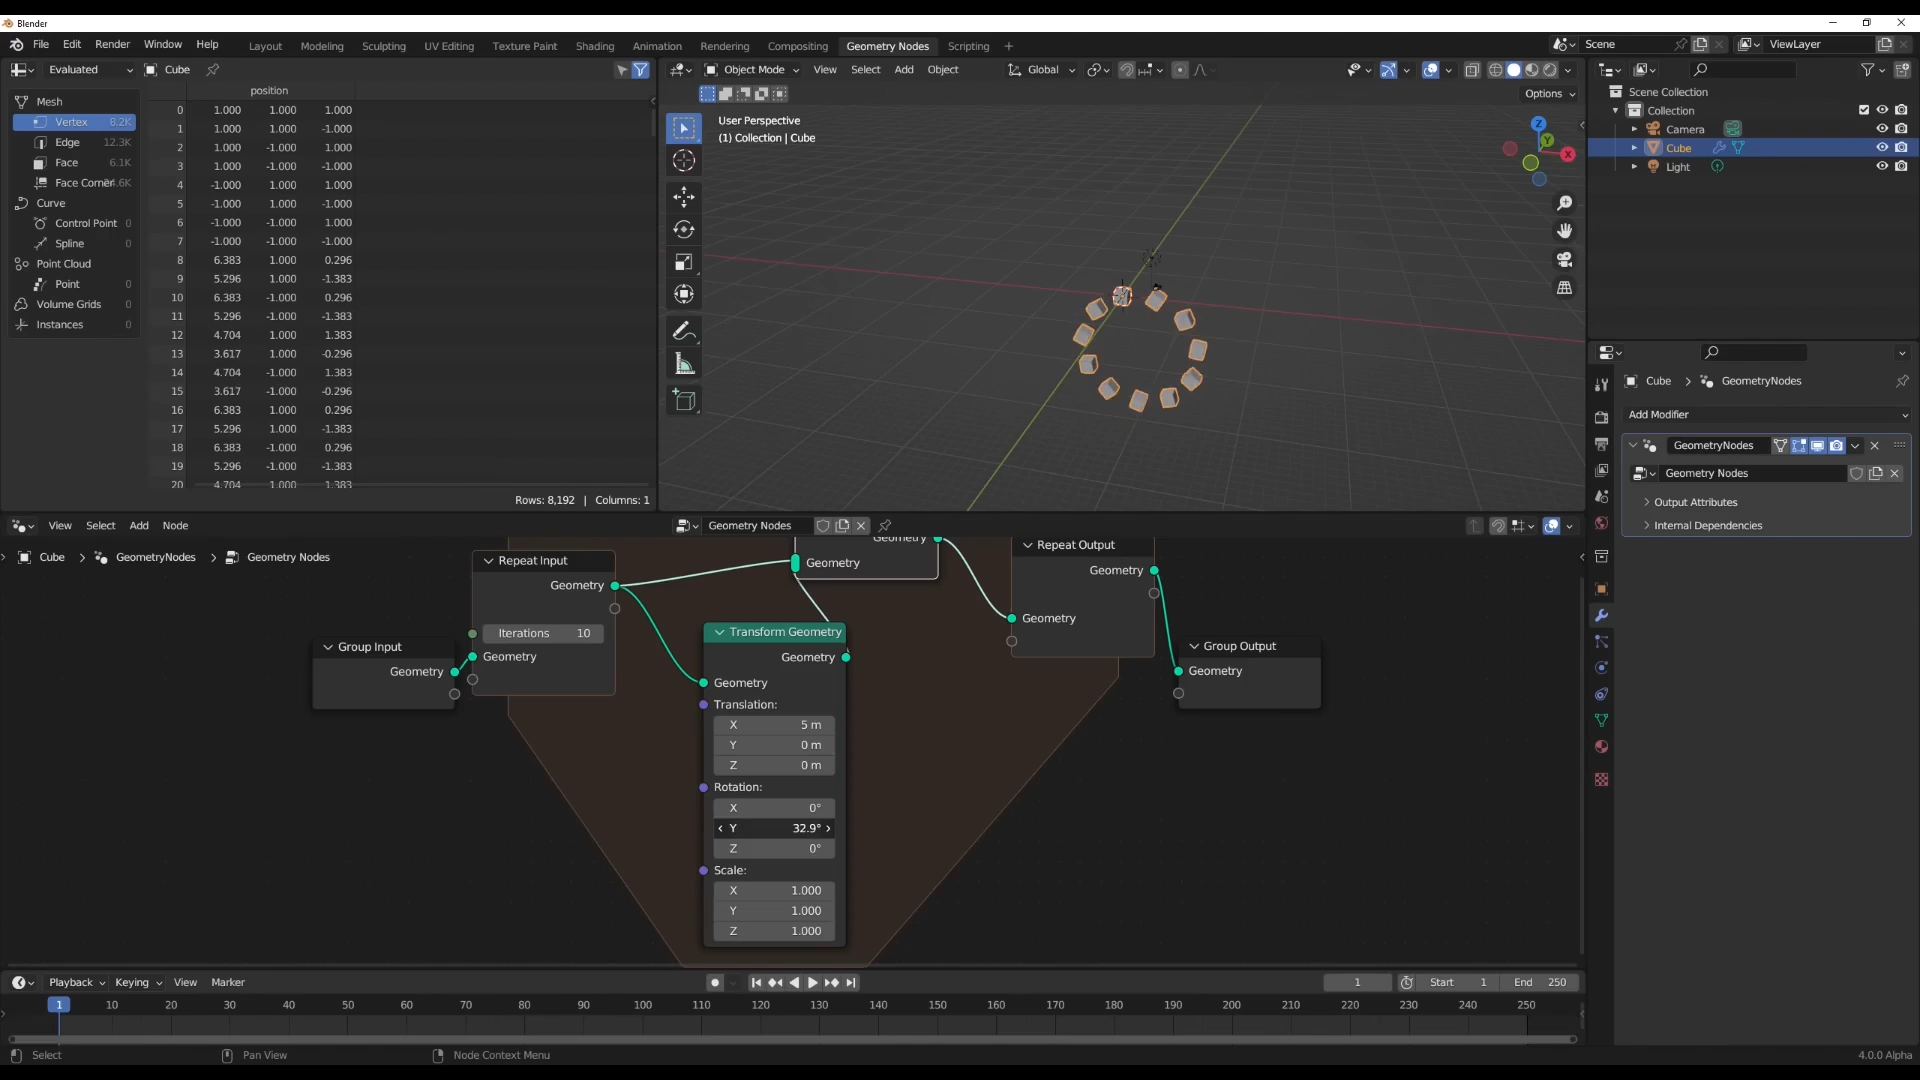 Blender
File Edit Render Window Help
Layout Modeling Sculpting UV Editing Texture Paint Shading Animation Rendering Compositing Geometry Nodes Scripting
Scene
ViewLayer
Evaluated Cube
Object Mode View Select Add Object
Global
Options
position
Mesh
Vertex 8.2K
Edge 12.3K
Face 6.1K
Face Corner
Curve
Control Point 0
Spline 0
Point Cloud
Point 0
Volume Grids 0
Instances 0
0 1.000 1.000 1.000
1 1.000 1.000 -1.000
2 1.000 -1.000 1.000
3 1.000 -1.000 -1.000
4 -1.000 1.000 1.000
5 -1.000 1.000 -1.000
6 -1.000 -1.000 1.000
7 -1.000 -1.000 -1.000
8 6.383 1.000 0.296
9 5.296 1.000 -1.383
10 6.383 -1.000 0.296
11 5.296 -1.000 -1.383
12 4.704 1.000 1.383
13 3.617 1.000 -0.296
14 4.704 -1.000 1.383
15 3.617 -1.000 -0.296
16 6.383 1.000 0.296
17 5.296 1.000 -1.383
18 6.383 -1.000 0.296
19 5.296 -1.000 -1.383
20 4.704 1.000 1.383
Rows: 8,192 | Columns: 1
User Perspective
(1) Collection | Cube
Z
Y
X
Scene Collection
Collection
Camera
Cube
Light
Cube > GeometryNodes
Add Modifier
GeometryNodes
Geometry Nodes
Output Attributes
Internal Dependencies
View Select Add Node
Geometry Nodes
Cube > GeometryNodes > Geometry Nodes
Group Input
Geometry
Repeat Input
Geometry
Iterations 10
Geometry
Geometry
Geometry
Transform Geometry
Geometry
Geometry
Translation:
X 5 m
Y 0 m
Z 0 m
Rotation:
X 0°
Y 32.9°
Z 0°
Scale:
X 1.000
Y 1.000
Z 1.000
Repeat Output
Geometry
Geometry
Group Output
Geometry
Playback Keying View Marker
1
Start 1
End 250
1 10 20 30 40 50 60 70 80 90 100 110 120 130 140 150 160 170 180 190 200 210 220 230 240 250
Select
Pan View
Node Context Menu
4.0.0 Alpha